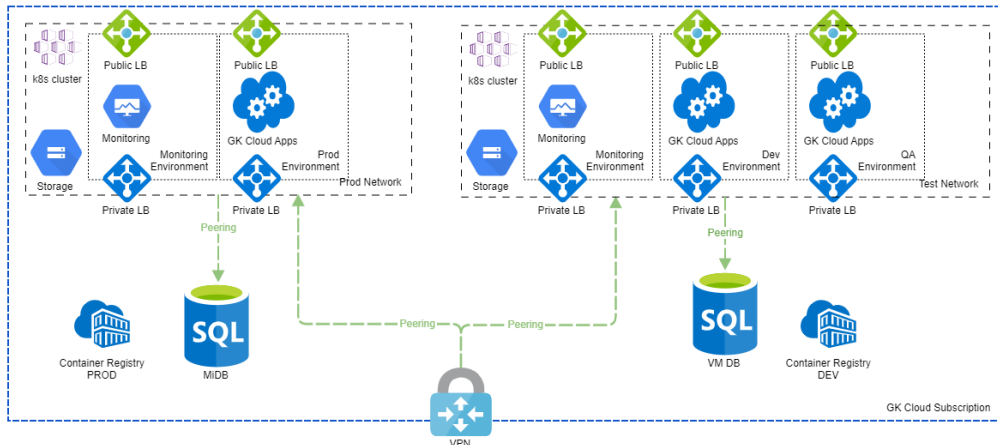 k8s cluster
Public LB
Public LB
Monitoring
GK Cloud Apps
Storage
Monitoring
Environment
Prod
Environment
Prod Network
Private LB
Private LB
k8s cluster
Public LB
Public LB
Public LB
Monitoring
GK Cloud Apps
GK Cloud Apps
Storage
Monitoring
Environment
Dev
Environment
QA
Environment
Test Network
Private LB
Private LB
Private LB
Peering
Peering
SQL
MiDB
Container Registry
PROD
Peering
Peering
SQL
VM DB
Container Registry
DEV
GK Cloud Subscription
VPN